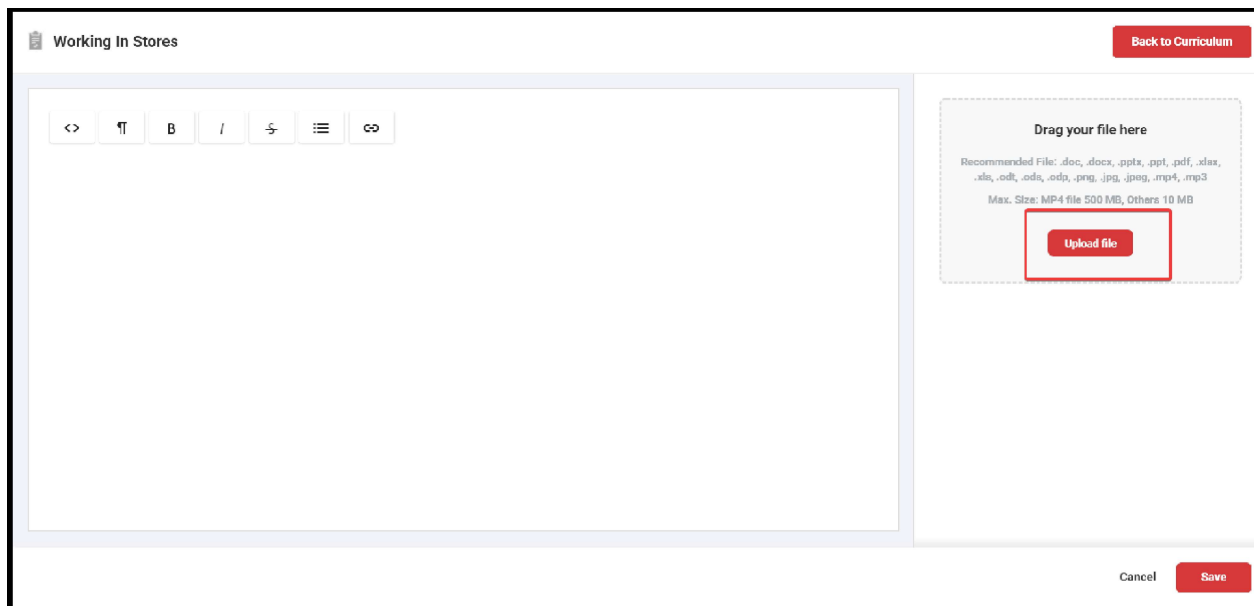 Working In Stores
Back to Curriculum
<> ¶ B I S
Drag your file here
Recommended File: .doc, .docx, .pptx, .ppt, .pdf, .xlsx,
.xls, .odt, .ods, .odp, .png, .jpg, .jpeg, .mp4, .mp3
Max. Size: MP4 file 500 MB, Others 10 MB
Upload file
Cancel
Save